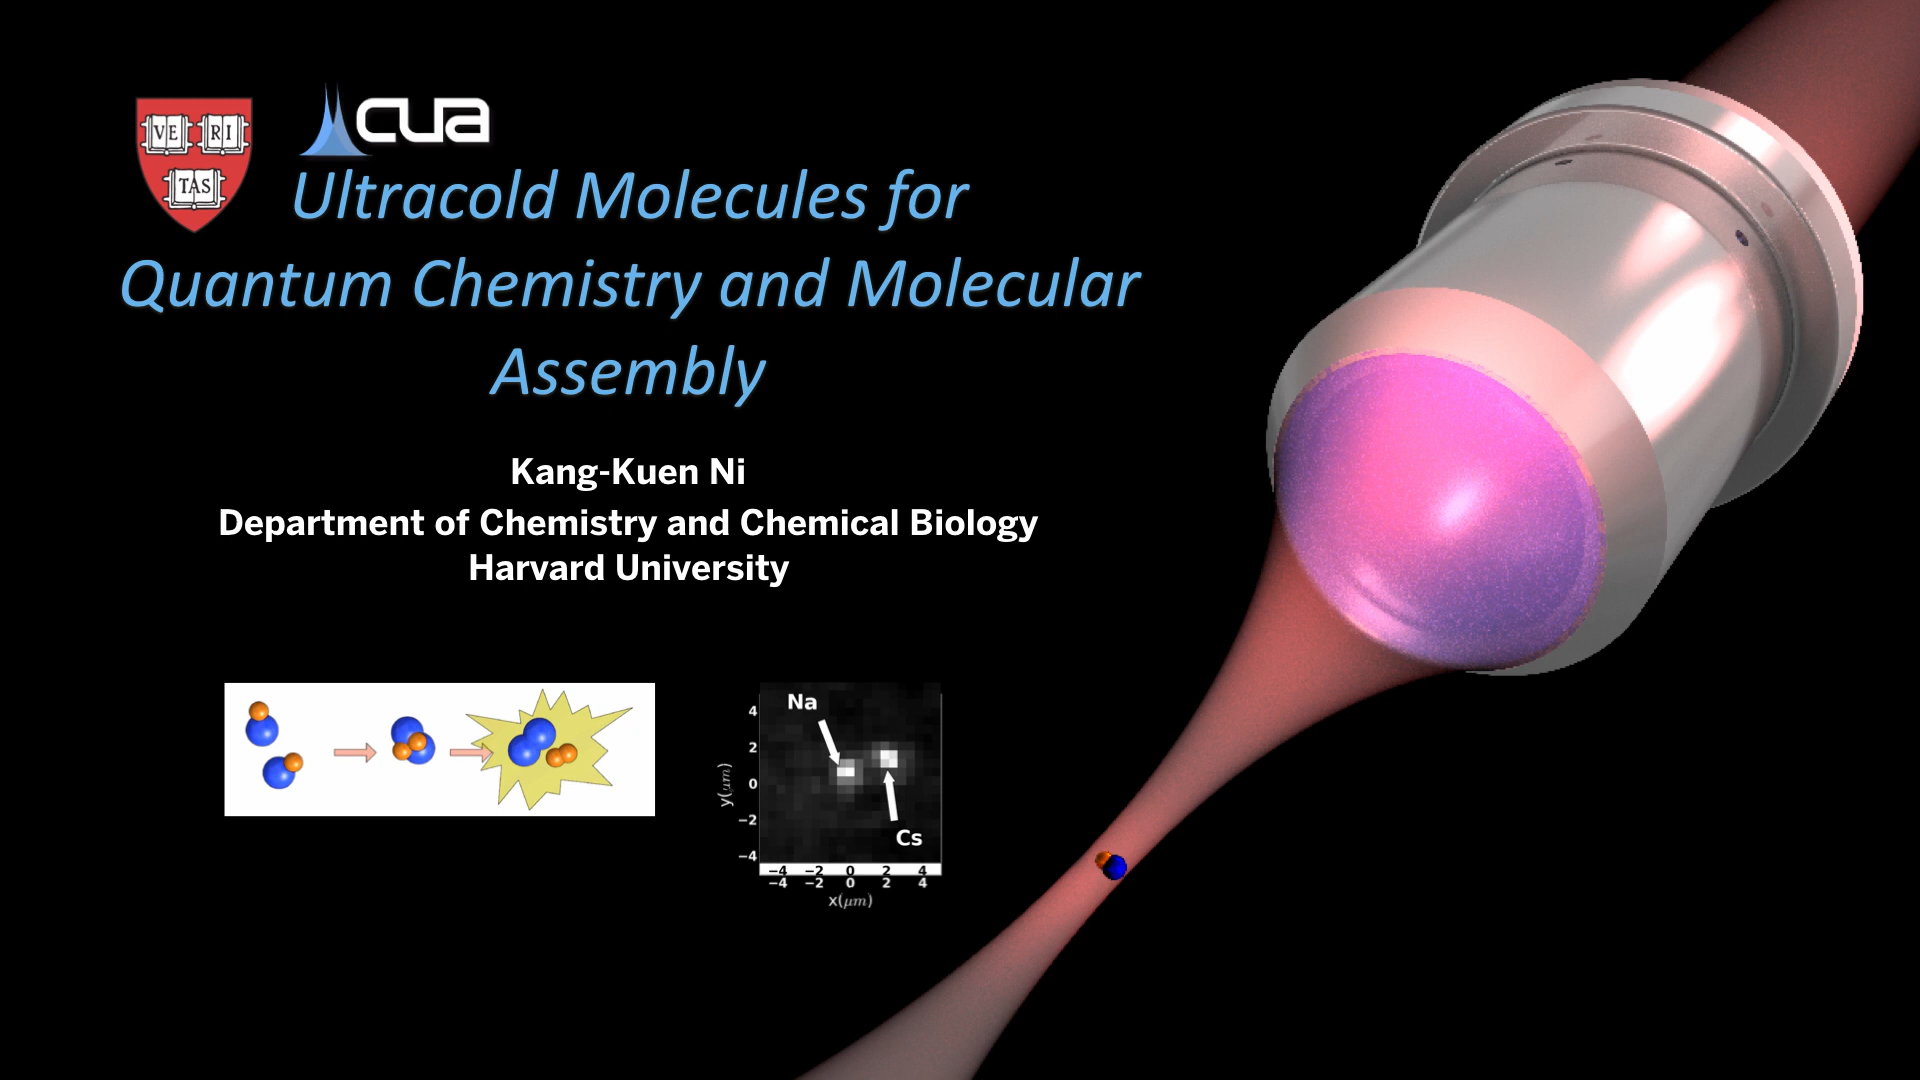 VE RI
TAS
cua
Ultracold Molecules for
Quantum Chemistry and Molecular
Assembly
Kang-Kuen Ni
Department of Chemistry and Chemical Biology
Harvard University
Na
Cs
y(μm)
4
2
0
−2
−4
−4 −2 0 2 4
−4 −2 0 2 4
x(μm)